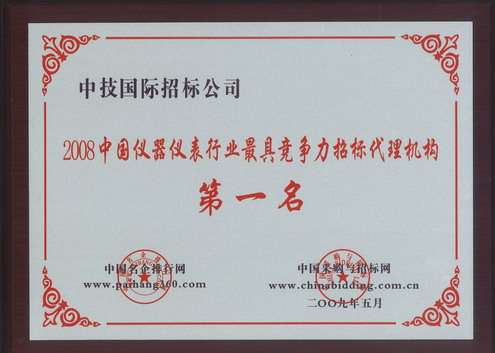 中技国际招标公司
2008中国仪器仪表行业最具竞争力招标代理机构
第一名
中国名企排行网 中国采购与招标网
www.paihang360.com www.chinabidding.com.cn
二〇〇九年五月